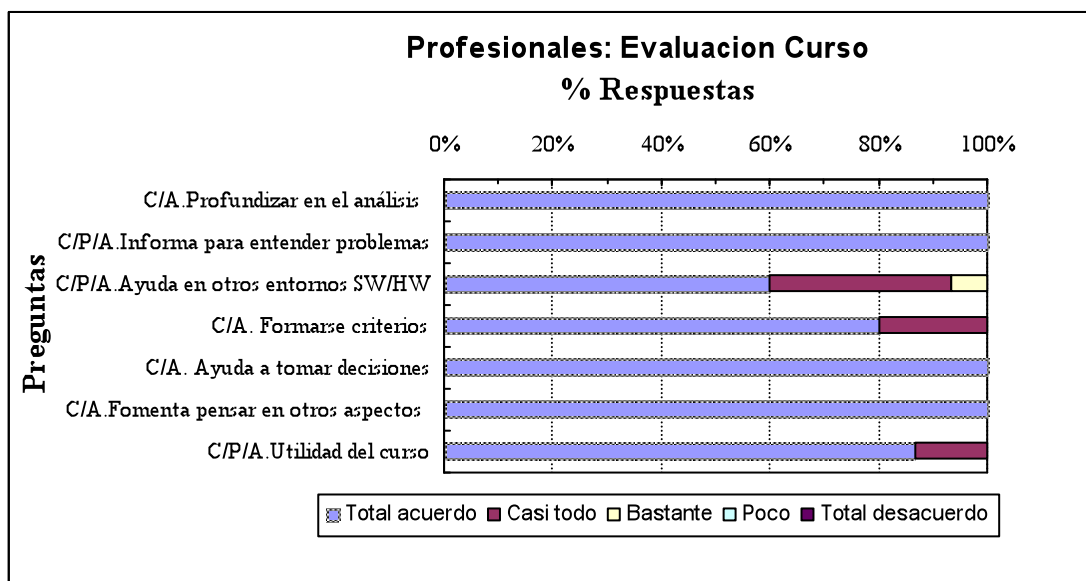 Profesionales: Evaluacion Curso
% Respuestas
0% 20% 40% 60% 80% 100%
Preguntas
C/A.Profundizar en el análisis
C/P/A.Informa para entender problemas
C/P/A.Ayuda en otros entornos SW/HW
C/A. Formarse criterios
C/A. Ayuda a tomar decisiones
C/A.Fomenta pensar en otros aspectos
C/P/A.Utilidad del curso
Total acuerdo Casi todo Bastante Poco Total desacuerdo